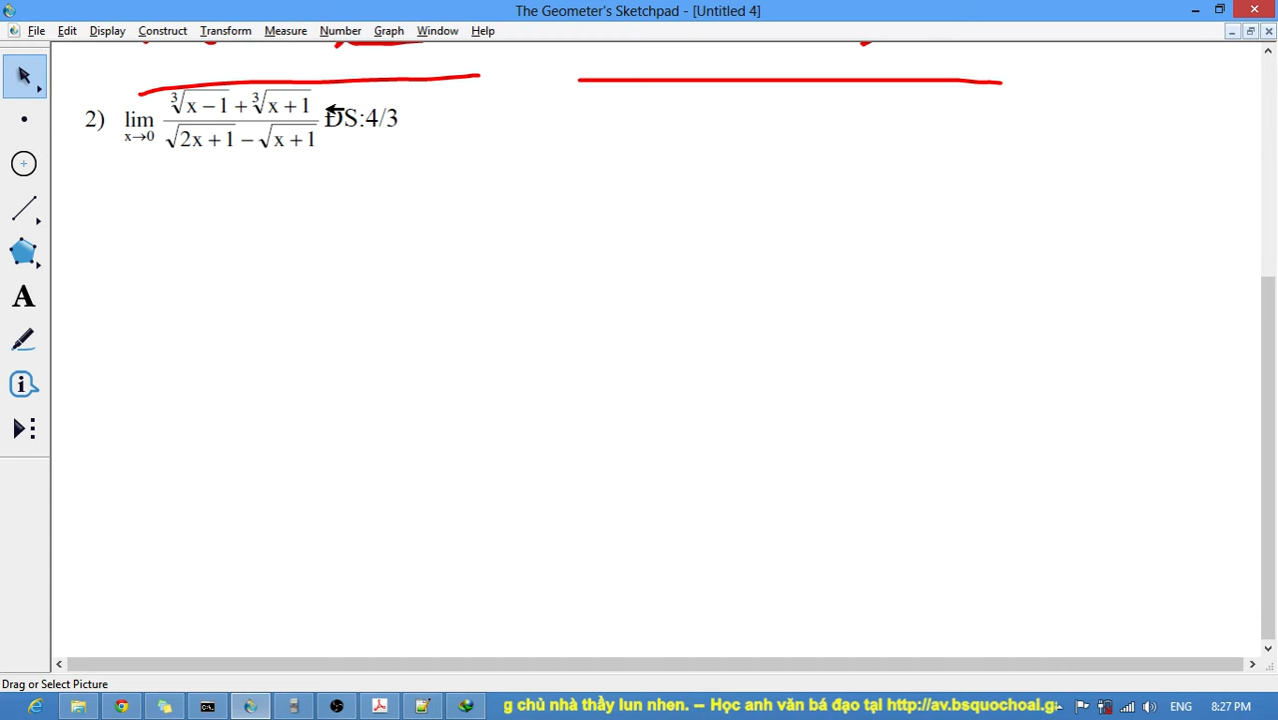 The Geometer's Sketchpad - [Untitled 4]
File Edit Display Construct Transform Measure Number Graph Window Help
2) lim x→0 (∛(x − 1) + ∛(x + 1)) / (√(2x + 1) − √(x + 1)) ĐS:4/3
A
Drag or Select Picture
g chủ nhà thầy lun nhen. -- Học anh văn bá đạo tại http://av.bsquochoai.g
ENG 8:27 PM